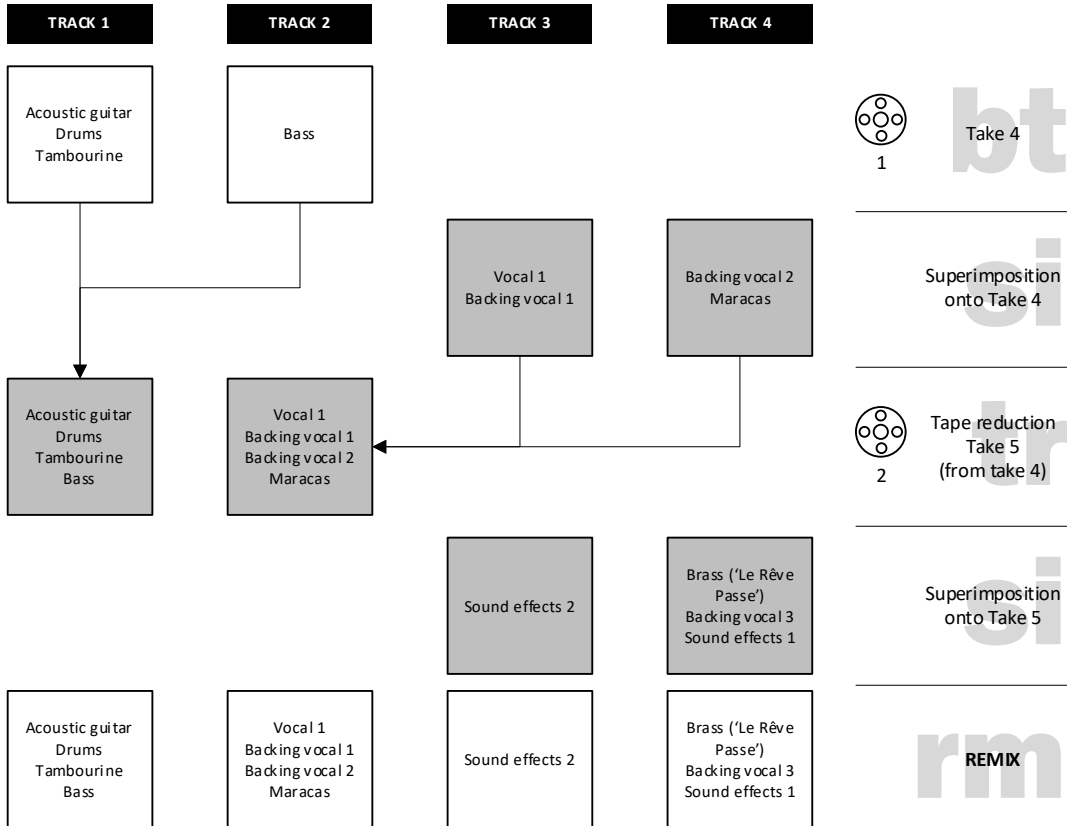 TRACK 1
TRACK 2
TRACK 3
TRACK 4
Acoustic guitar
Drums
Tambourine
Bass
1
bt
Take 4
Vocal 1
Backing vocal 1
Backing vocal 2
Maracas
si
Superimposition
onto Take 4
Acoustic guitar
Drums
Tambourine
Bass
Vocal 1
Backing vocal 1
Backing vocal 2
Maracas
2
tr
Tape reduction
Take 5
(from take 4)
Sound effects 2
Brass (‘Le Rêve
Passe’)
Backing vocal 3
Sound effects 1
si
Superimposition
onto Take 5
Acoustic guitar
Drums
Tambourine
Bass
Vocal 1
Backing vocal 1
Backing vocal 2
Maracas
Sound effects 2
Brass (‘Le Rêve
Passe’)
Backing vocal 3
Sound effects 1
rm
REMIX